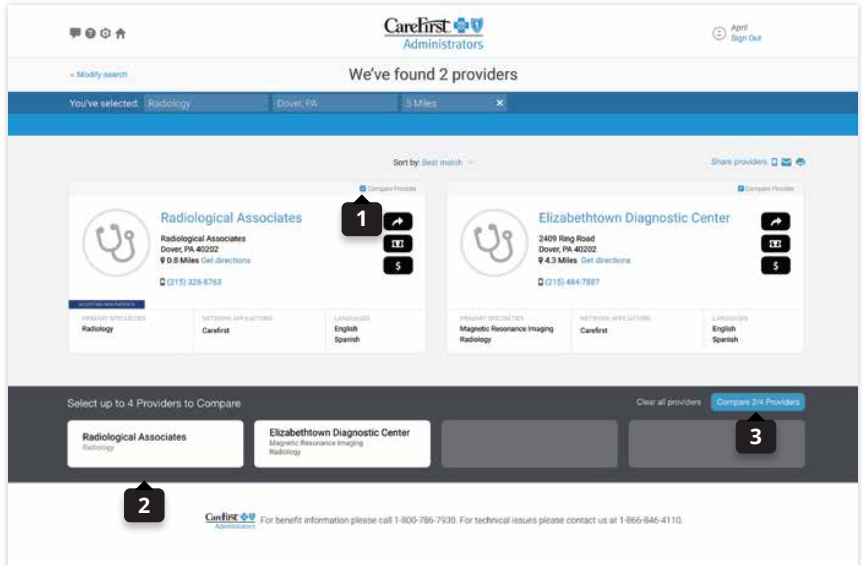 CareFirst
Administrators
April
Sign Out
< Modify search
We've found 2 providers
You've selected: Radiology Dover, PA 5 Miles ×
Sort by: Best match
Share providers
Compare Provider
1
Radiological Associates
Radiological Associates
Dover, PA 40202
0.8 Miles Get directions
(215) 328-8763
$
ACCEPTING NEW PATIENTS
PRIMARY SPECIALTIES
Radiology
NETWORK AFFILIATIONS
Carefirst
LANGUAGES
English
Spanish
Compare Provider
Elizabethtown Diagnostic Center
2409 Ring Road
Dover, PA 40202
4.3 Miles Get directions
(215) 484-7887
$
PRIMARY SPECIALTIES
Magnetic Resonance Imaging
Radiology
NETWORK AFFILIATIONS
Carefirst
LANGUAGES
English
Spanish
Select up to 4 Providers to Compare
Clear all providers
Compare 2/4 Providers
3
Radiological Associates
Radiology
Elizabethtown Diagnostic Center
Magnetic Resonance Imaging
Radiology
2
CareFirst
Administrators
For benefit information please call 1-800-786-7930. For technical issues please contact us at 1-866-846-4110.